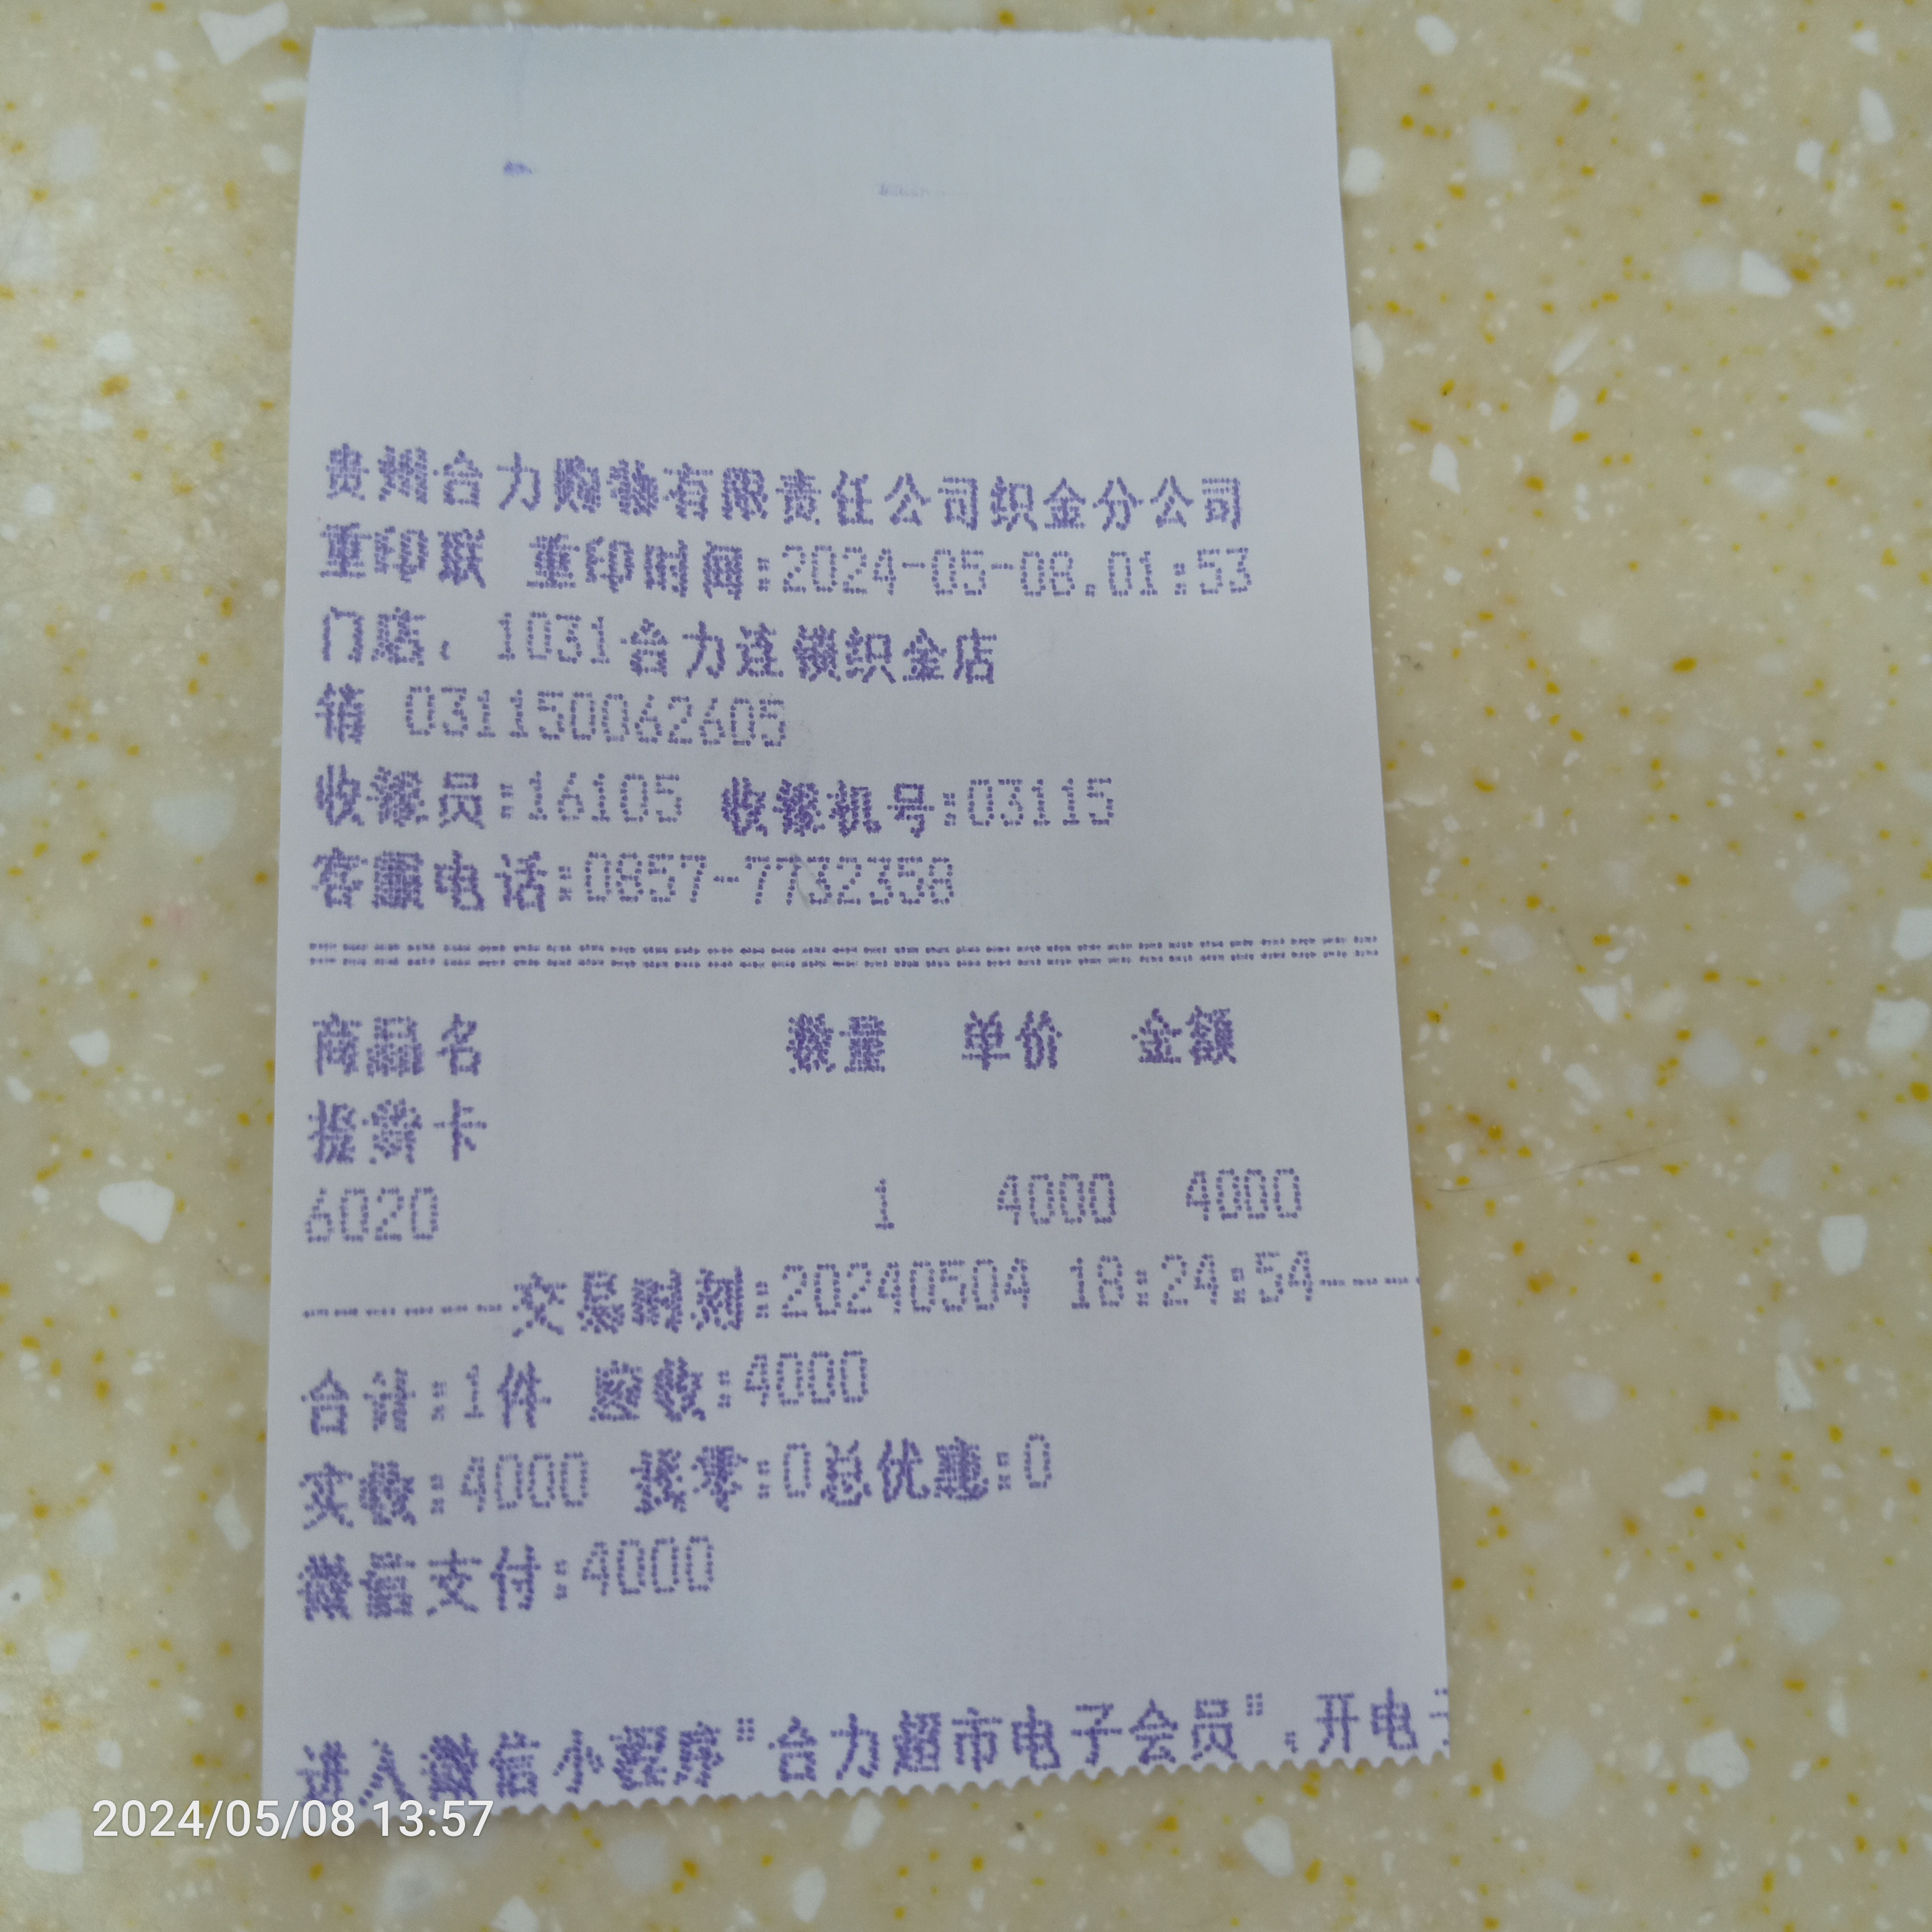 贵州合力购物有限责任公司织金分公司
重印联 重印时间:2024-05-08.01:53
门店、1031合力连锁织金店
销 031150062605
收银员:16105 收银机号:03115
客服电话:0857-7732358
商品名 数量 单价 金额
提货卡
6020 1 4000 4000
------交易时刻:20240504 18:24:54----
合计:1件 应收:4000
实收:4000 找零:0总优惠:0
微信支付:4000
进入微信小程序"合力超市电子会员",开电
2024/05/08 13:57